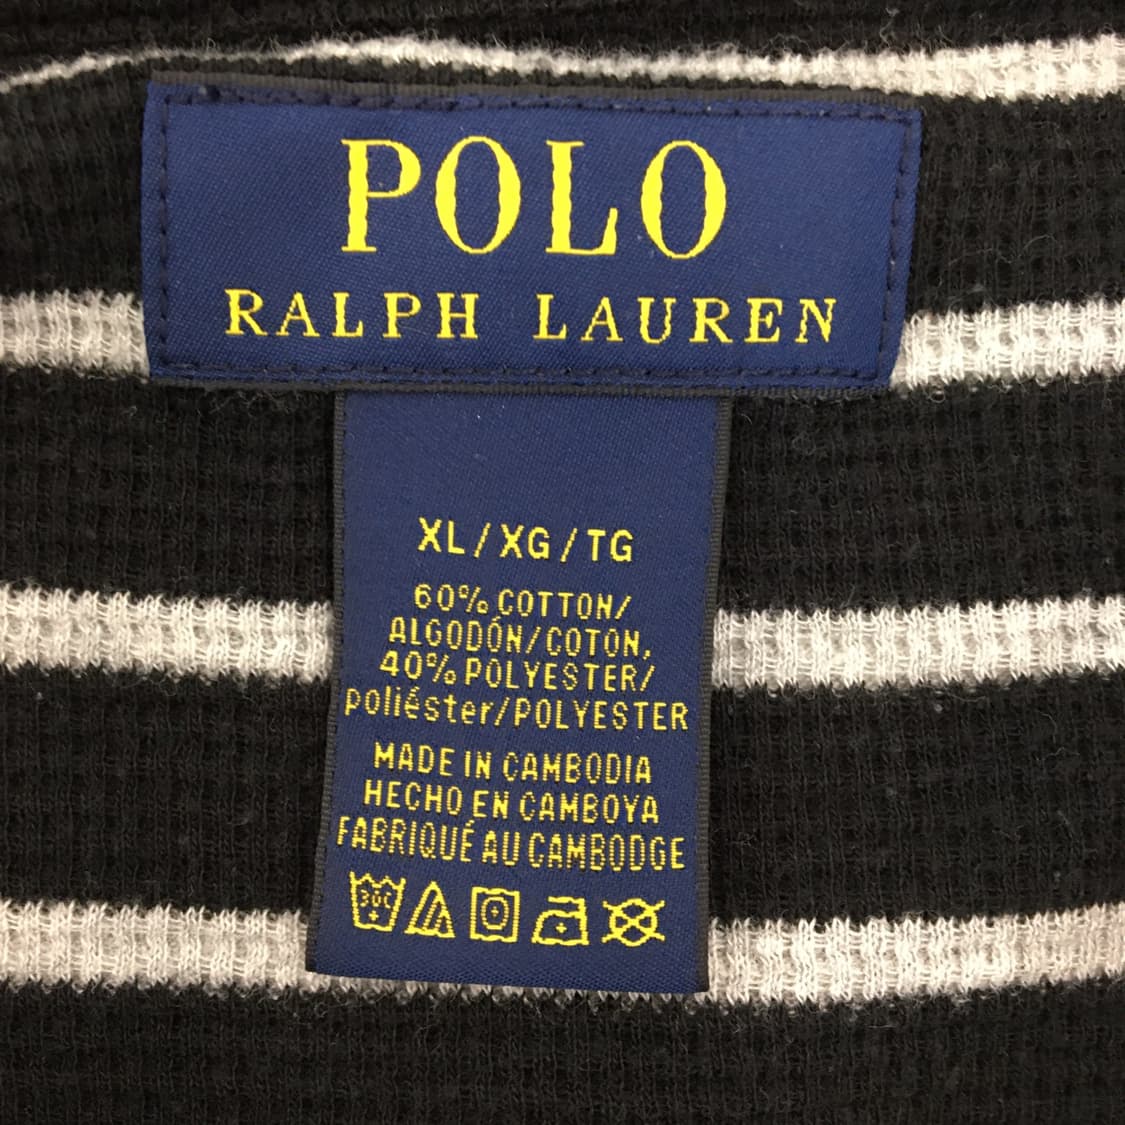 POLO
RALPH LAUREN
XL/XG/TG
60% COTTON/
ALGODÓN/COTON,
40% POLYESTER/
poliéster/POLYESTER
MADE IN CAMBODIA
HECHO EN CAMBOYA
FABRIQUÉ AU CAMBODGE
30C